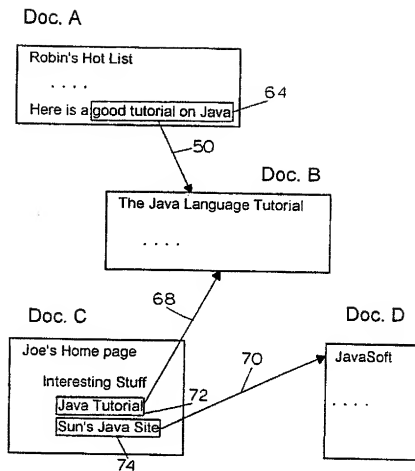 Doc. A
Robin's Hot List
. . . .
Here is a good tutorial on Java
64
50
Doc. B
The Java Language Tutorial
. . . .
68
Doc. C
Doc. D
Joe's Home page
70
JavaSoft
Interesting Stuff
72
Java Tutorial
. . . .
Sun's Java Site
74